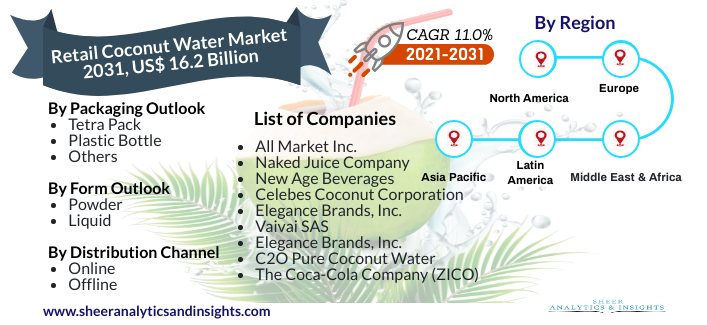 Retail Coconut Water Market
2031, US$ 16.2 Billion
CAGR 11.0%
2021-2031
By Region
North America
Europe
Asia Pacific
Latin
America
Middle East & Africa
By Packaging Outlook
• Tetra Pack
• Plastic Bottle
• Others
By Form Outlook
• Powder
• Liquid
By Distribution Channel
• Online
• Offline
List of Companies
• All Market Inc.
• Naked Juice Company
• New Age Beverages
• Celebes Coconut Corporation
• Elegance Brands, Inc.
• Vaivai SAS
• Elegance Brands, Inc.
• C2O Pure Coconut Water
• The Coca-Cola Company (ZICO)
www.sheeranalyticsandinsights.com
SHEER
ANALYTICS & INSIGHTS